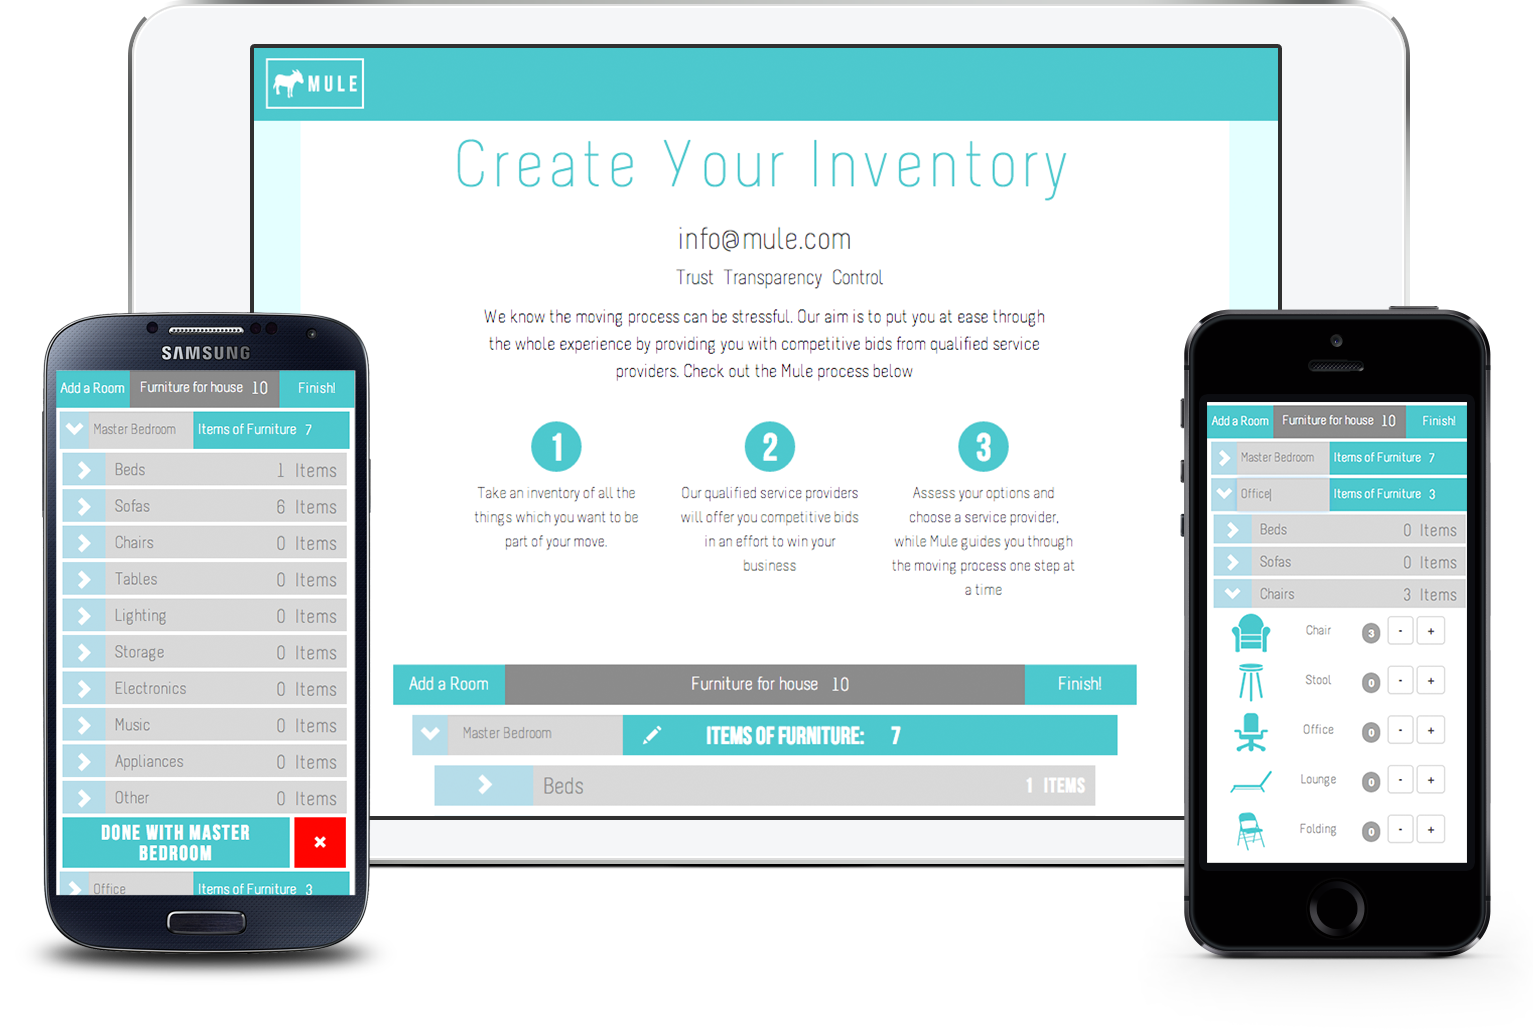 MULE
Create Your Inventory
info@mule.com
Trust Transparency Control
We know the moving process can be stressful. Our aim is to put you at ease through
the whole experience by providing you with competitive bids from qualified service
providers. Check out the Mule process below
1
2
3
Take an inventory of all the
things which you want to be
part of your move.
Our qualified service providers
will offer you competitive bids
in an effort to win your
business
Assess your options and
choose a service provider,
while Mule guides you through
the moving process one step at
a time
Add a Room Furniture for house 10 Finish!
Master Bedroom ITEMS OF FURNITURE: 7
Beds 1 ITEMS
SAMSUNG
Add a Room Furniture for house 10 Finish!
Master Bedroom Items of Furniture 7
Beds 1 Items
Sofas 6 Items
Chairs 0 Items
Tables 0 Items
Lighting 0 Items
Storage 0 Items
Electronics 0 Items
Music 0 Items
Appliances 0 Items
Other 0 Items
DONE WITH MASTER
BEDROOM
Office Items of Furniture 3
Add a Room Furniture for house 10 Finish!
Master Bedroom Items of Furniture 7
Office Items of Furniture 3
Beds 0 Items
Sofas 0 Items
Chairs 3 Items
Chair 3 - +
Stool 0 - +
Office 0 - +
Lounge 0 - +
Folding 0 - +